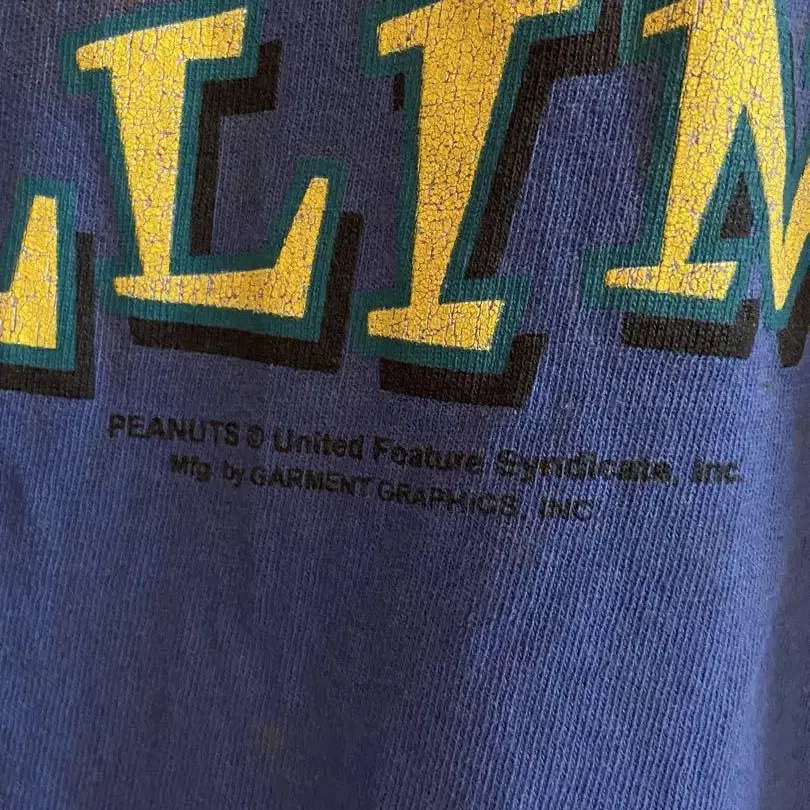 LLIN
PEANUTS © United Feature Syndicate, Inc.
Mfg. by GARMENT GRAPHICS, INC